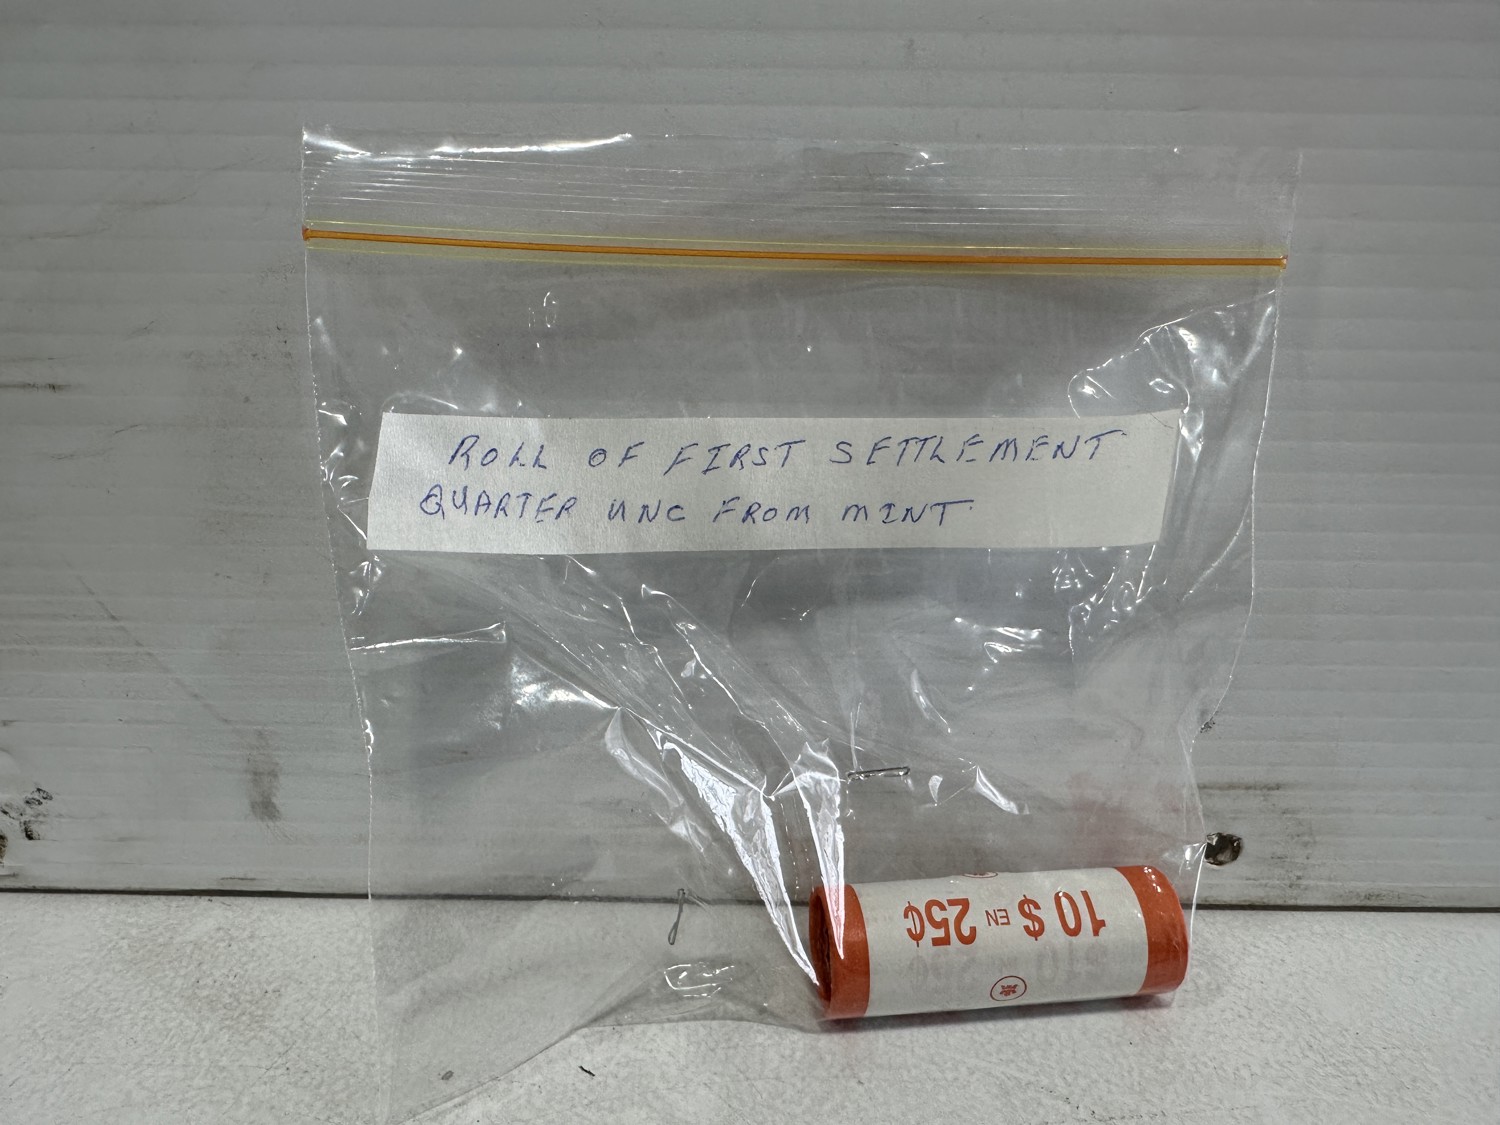 ROLL OF FIRST SETTLEMENT
QUARTER UNC FROM MINT
10 $ EN 25¢